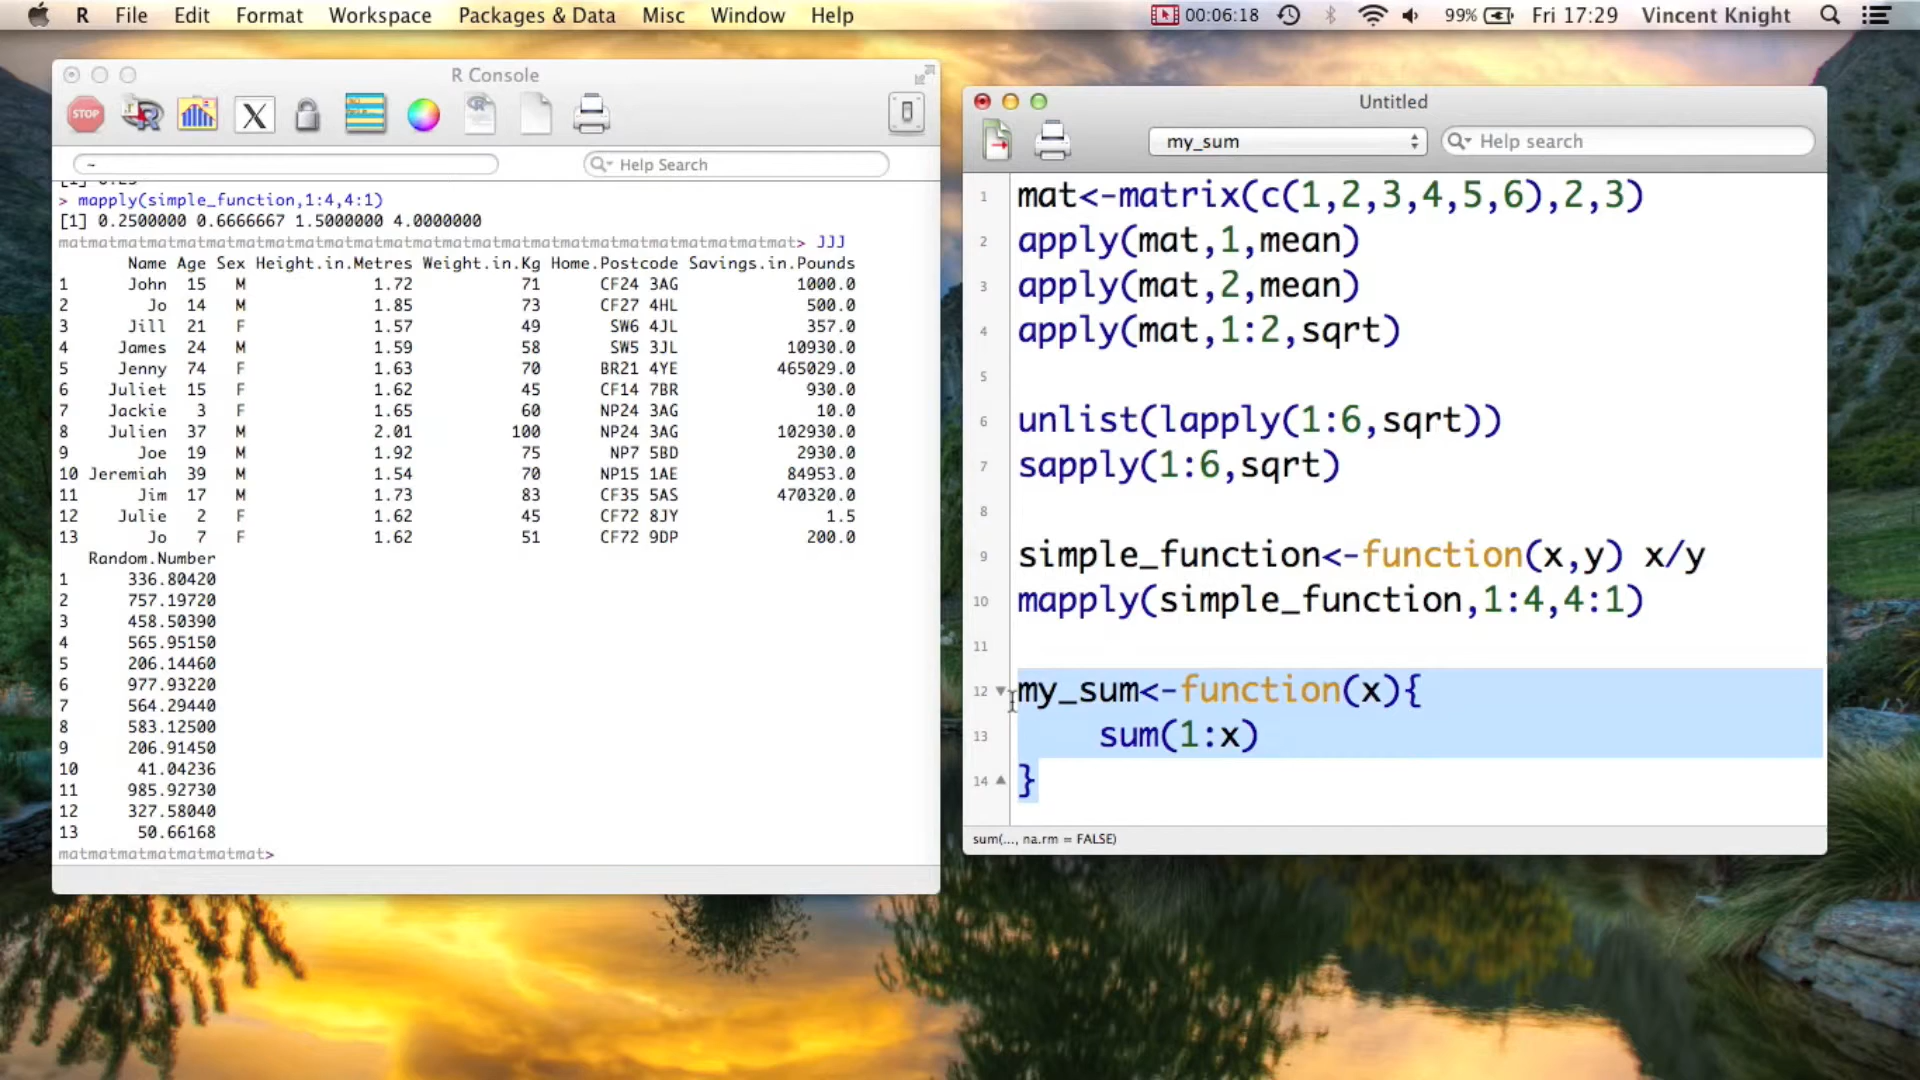 R File Edit Format Workspace Packages & Data Misc Window Help 00:06:18 99% Fri 17:29 Vincent Knight
R Console
STOP
X
~ Help Search
> mapply(simple_function,1:4,4:1)
[1] 0.2500000 0.6666667 1.5000000 4.0000000
matmatmatmatmatmatmatmatmatmatmatmatmatmatmatmatmatmatmatmatmatmatmatmatmat> JJJ
Name Age Sex Height.in.Metres Weight.in.Kg Home.Postcode Savings.in.Pounds
1 John 15 M 1.72 71 CF24 3AG 1000.0
2 Jo 14 M 1.85 73 CF27 4HL 500.0
3 Jill 21 F 1.57 49 SW6 4JL 357.0
4 James 24 M 1.59 58 SW5 3JL 10930.0
5 Jenny 74 F 1.63 70 BR21 4YE 465029.0
6 Juliet 15 F 1.62 45 CF14 7BR 930.0
7 Jackie 3 F 1.65 60 NP24 3AG 10.0
8 Julien 37 M 2.01 100 NP24 3AG 102930.0
9 Joe 19 M 1.92 75 NP7 5BD 2930.0
10 Jeremiah 39 M 1.54 70 NP15 1AE 84953.0
11 Jim 17 M 1.73 83 CF35 5AS 470320.0
12 Julie 2 F 1.62 45 CF72 8JY 1.5
13 Jo 7 F 1.62 51 CF72 9DP 200.0
Random.Number
1 336.80420
2 757.19720
3 458.50390
4 565.95150
5 206.14460
6 977.93220
7 564.29440
8 583.12500
9 206.91450
10 41.04236
11 985.92730
12 327.58040
13 50.66168
matmatmatmatmatmatmat>
Untitled
my_sum Help search
1 mat<-matrix(c(1,2,3,4,5,6),2,3)
2 apply(mat,1,mean)
3 apply(mat,2,mean)
4 apply(mat,1:2,sqrt)
5
6 unlist(lapply(1:6,sqrt))
7 sapply(1:6,sqrt)
8
9 simple_function<-function(x,y) x/y
10 mapply(simple_function,1:4,4:1)
11
12 my_sum<-function(x){
13 sum(1:x)
14 }
sum(..., na.rm = FALSE)